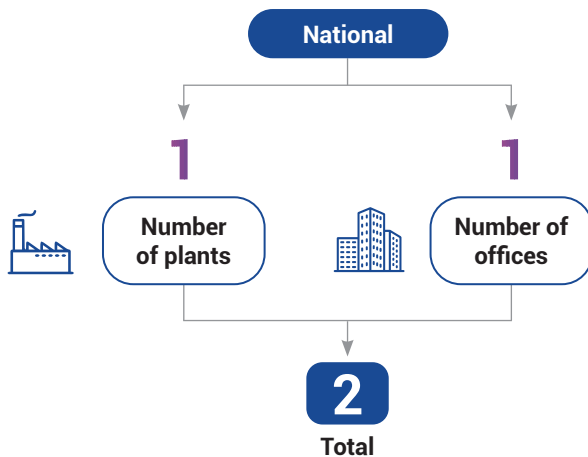 National
1
1
Number
of plants
Number of
offices
2
Total